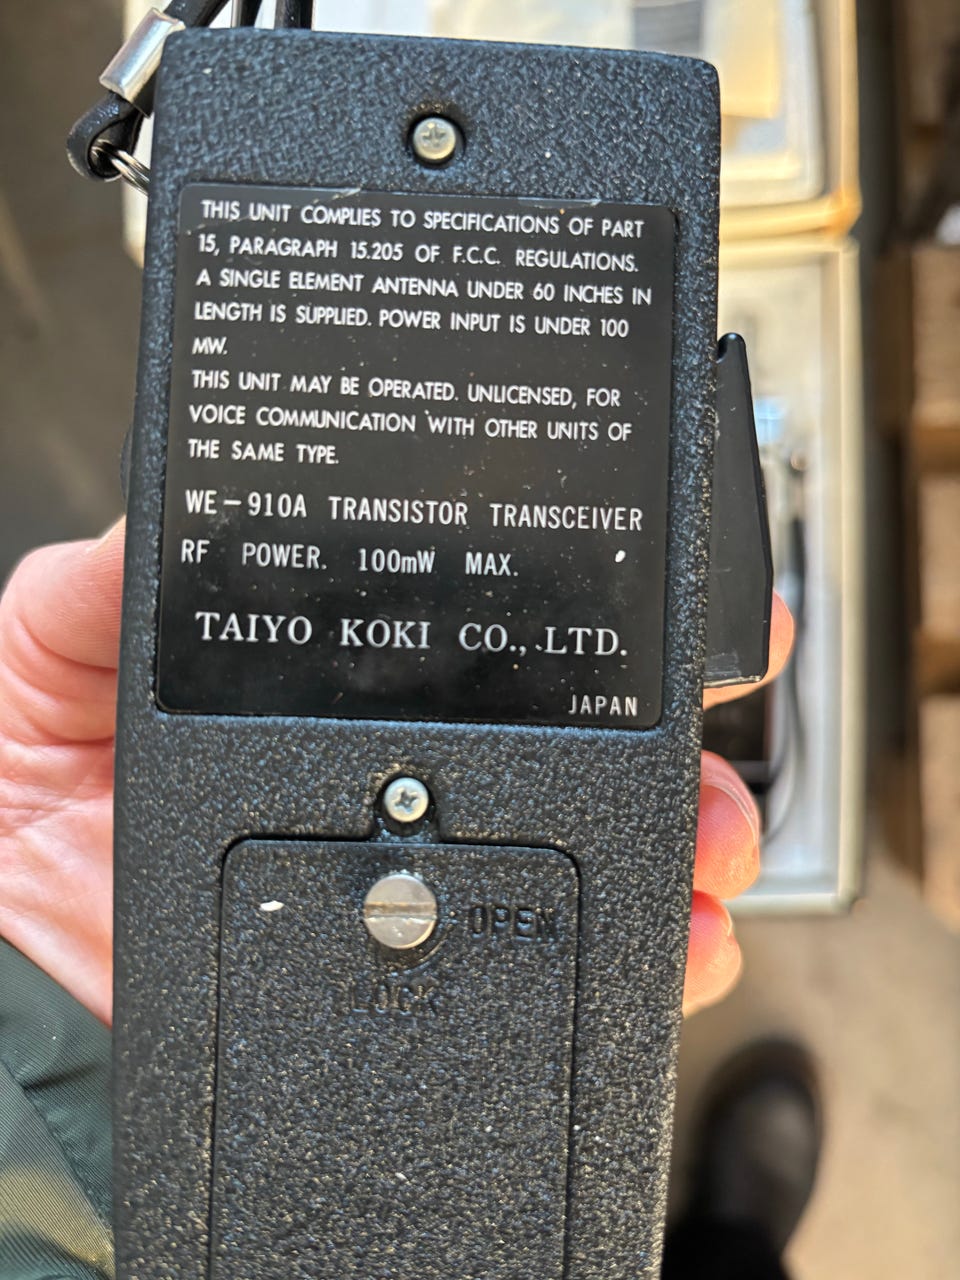 THIS UNIT COMPLIES TO SPECIFICATIONS OF PART
15, PARAGRAPH 15.205 OF F.C.C. REGULATIONS.
A SINGLE ELEMENT ANTENNA UNDER 60 INCHES IN
LENGTH IS SUPPLIED. POWER INPUT IS UNDER 100
MW.
THIS UNIT MAY BE OPERATED. UNLICENSED, FOR
VOICE COMMUNICATION WITH OTHER UNITS OF
THE SAME TYPE.
WE-910A TRANSISTOR TRANSCEIVER
RF POWER. 100mW MAX.
TAIYO KOKI CO., LTD.
JAPAN
OPEN
LOCK